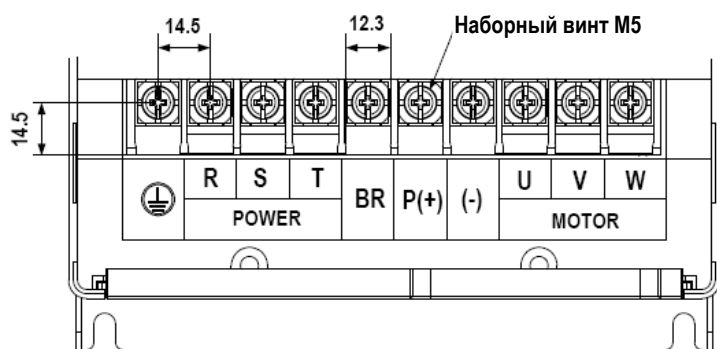 14.5
12.3
Наборный винт M5
14.5
R S T
BR P(+) (-)
U V W
POWER
MOTOR